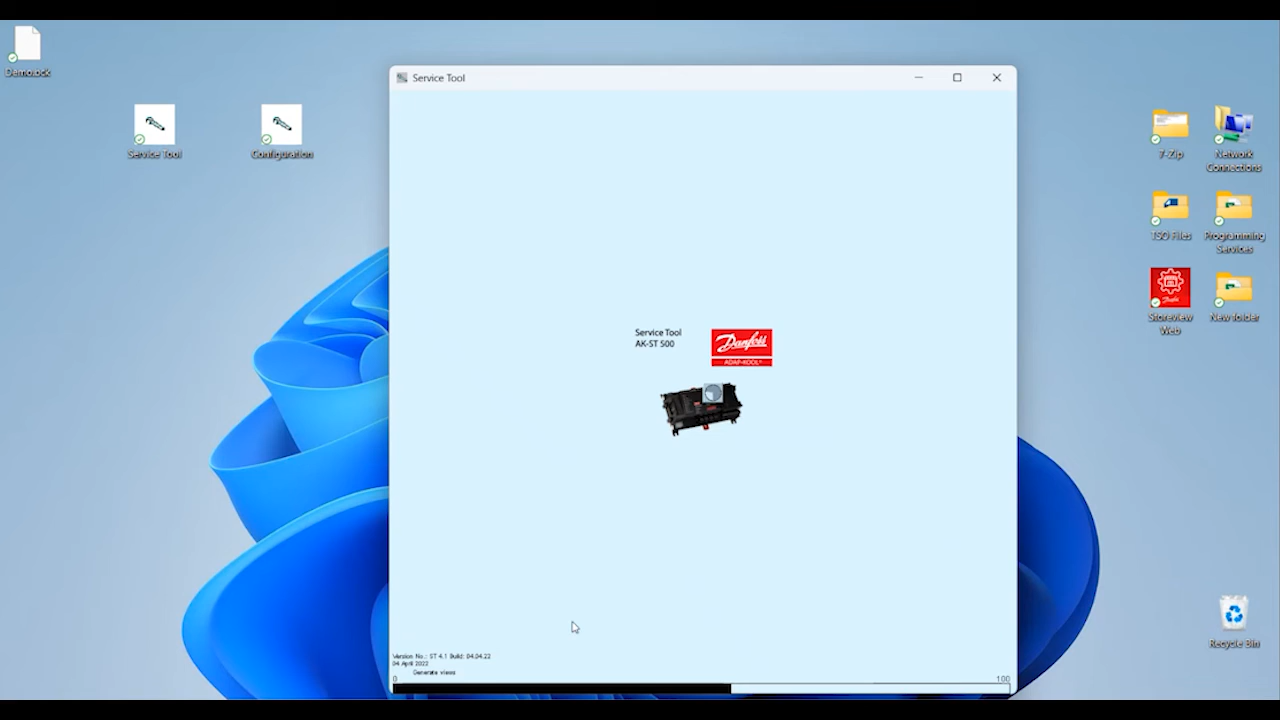 Demo.bck
Service Tool
Configuration
Service Tool
Service Tool
AK-ST 500
Danfoss
ADAP-KOOL®
Version No.: ST 4.1 Build: 04.04.22
04 April 2022
Generate views
0
100
7-Zip
Network
Connections
TSO Files
Programming
Services
Storeview
Web
New folder
Recycle Bin